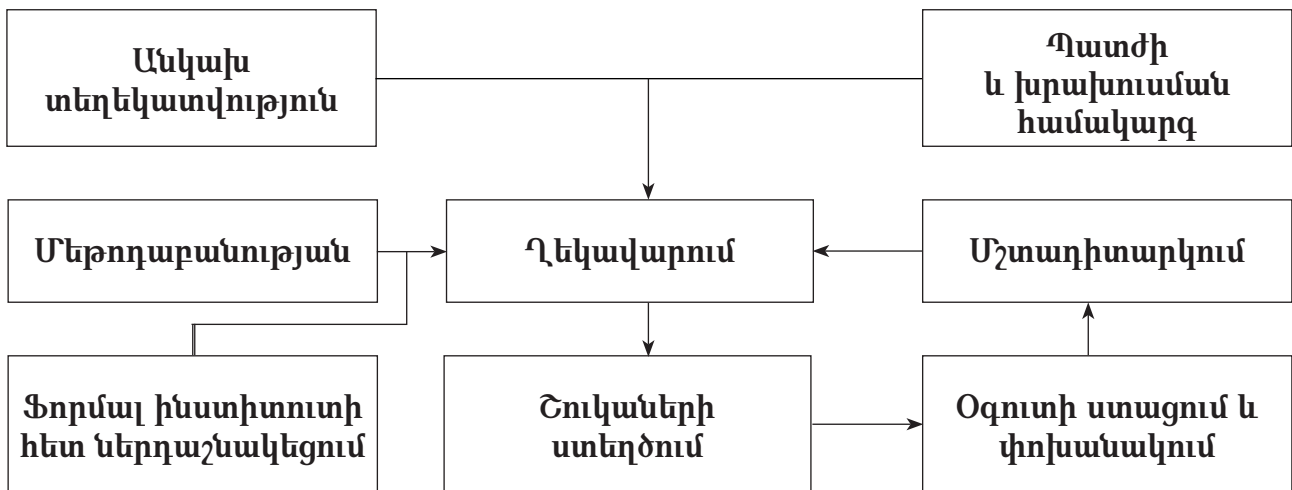 Անկախ
տեղեկատվություն
Պատժի
և խրախուսման
համակարգ
Մեթոդաբանության
Ղեկավարում
Մշտադիտարկում
Ֆորմալ ինստիտուտի
հետ ներդաշնակեցում
Շուկաների
ստեղծում
Օգուտի ստացում և
փոխանակում